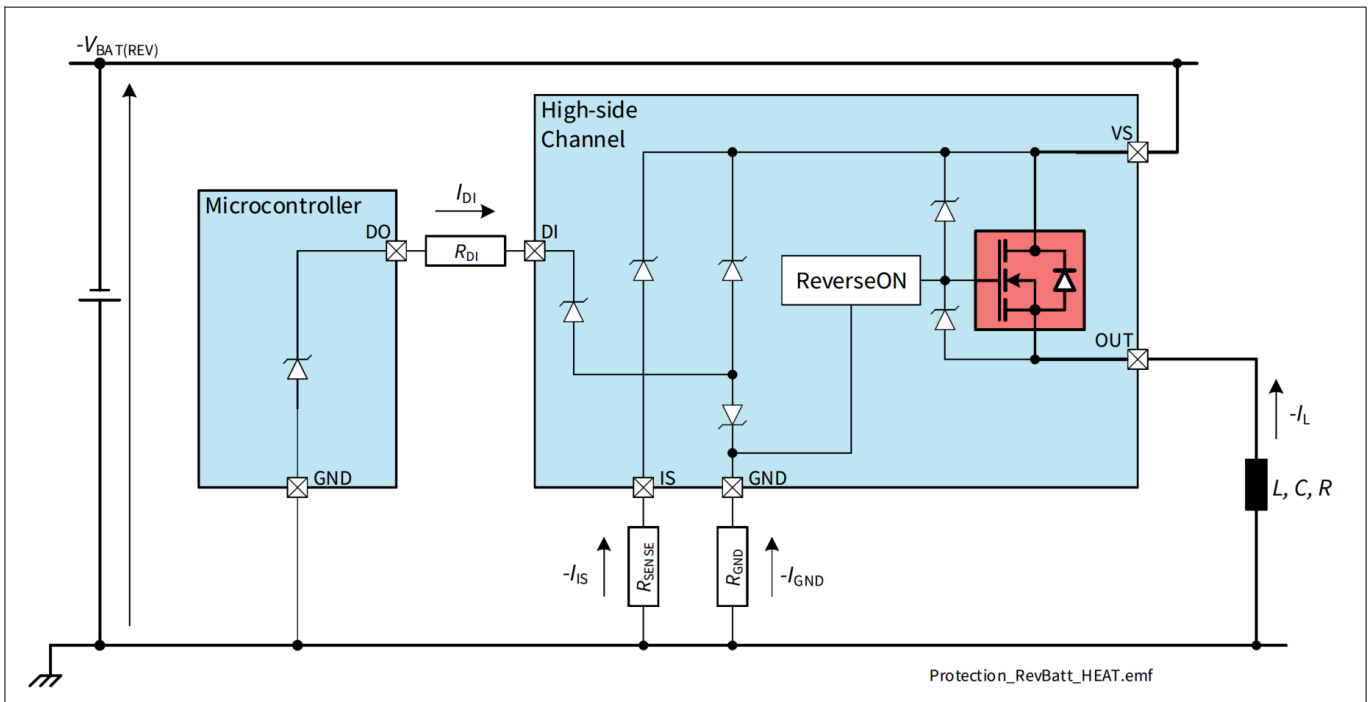 -VBAT(REV)
High-side
Channel
VS
Microcontroller
IDI
DO
RDI
DI
ReverseON
OUT
-IL
GND
IS
GND
L, C, R
-IIS
RSENSE
RGND
-IGND
Protection_RevBatt_HEAT.emf